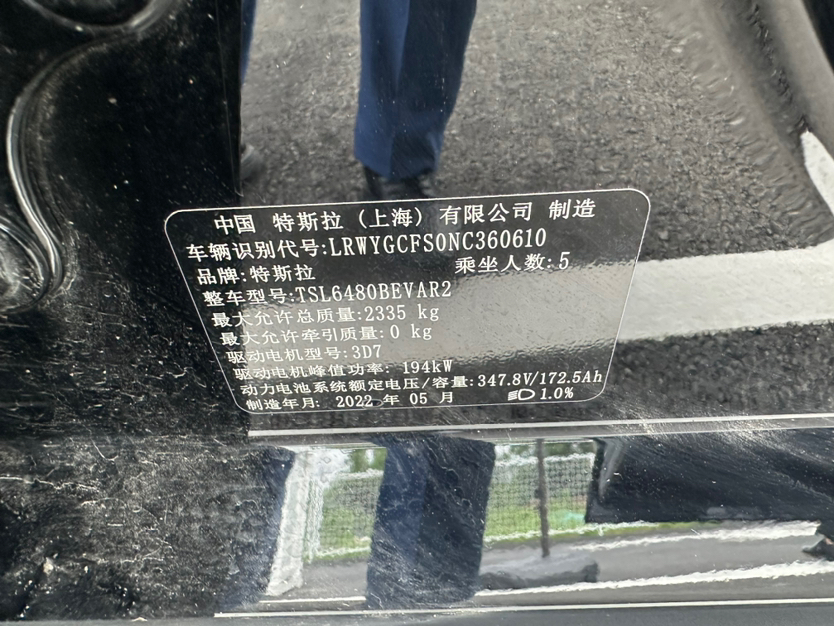 中国 特斯拉（上海）有限公司 制造
车辆识别代号:LRWYGCFS0NC360610
品牌:特斯拉 乘坐人数:5
整车型号:TSL6480BEVAR2
最大允许总质量:2335 kg
最大允许牵引质量:0 kg
驱动电机型号:3D7
驱动电机峰值功率: 194kW
动力电池系统额定电压/容量:347.8V/172.5Ah
制造年月: 2022 年 05 月 1.0%